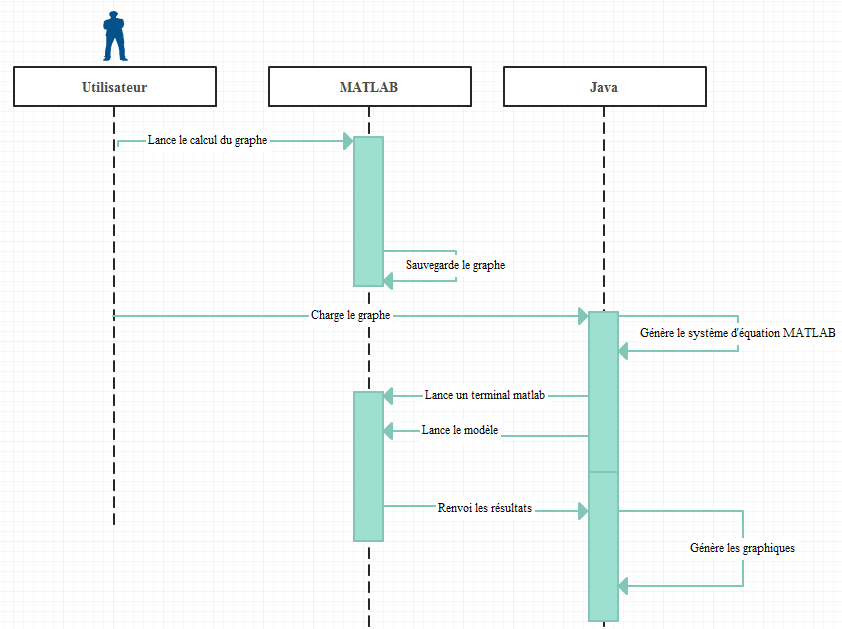 Utilisateur
MATLAB
Java
Lance le calcul du graphe
Sauvegarde le graphe
Charge le graphe
Génère le système d'équation MATLAB
Lance un terminal matlab
Lance le modèle
Renvoi les résultats
Génère les graphiques